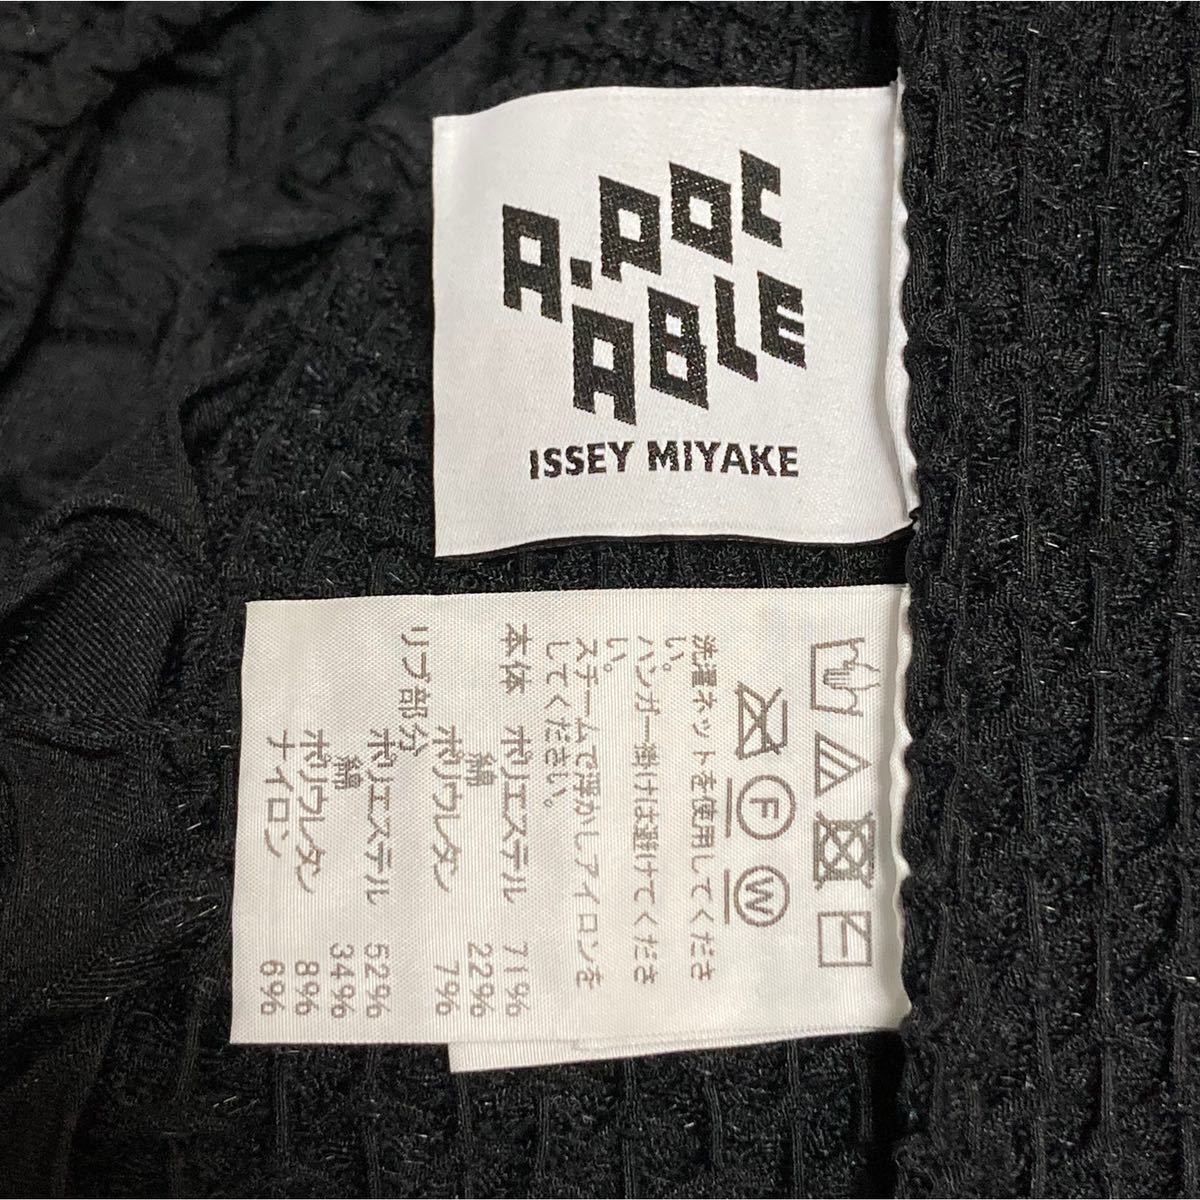 A.POC
ABLE
ISSEY MIYAKE
F
W
洗濯ネットを使用してくださ
い。
ハンガー掛けは避けてくださ
い。
スチームで浮かしアイロンを
してください。
本体 ポリエステル 71%
綿 22%
ポリウレタン 7%
リブ部分
ポリエステル 52%
綿 34%
ポリウレタン 8%
ナイロン 6%